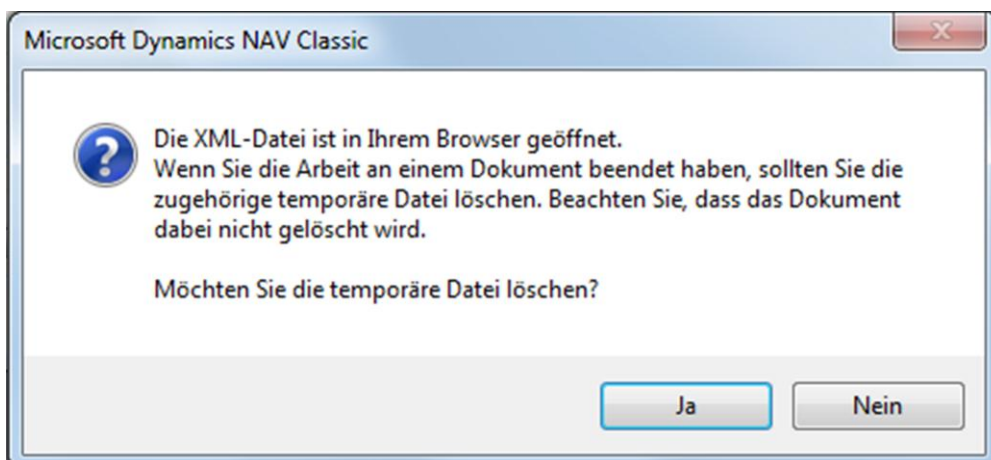 Microsoft Dynamics NAV Classic
Die XML-Datei ist in Ihrem Browser geöffnet.
Wenn Sie die Arbeit an einem Dokument beendet haben, sollten Sie die
zugehörige temporäre Datei löschen. Beachten Sie, dass das Dokument
dabei nicht gelöscht wird.
Möchten Sie die temporäre Datei löschen?
Ja
Nein